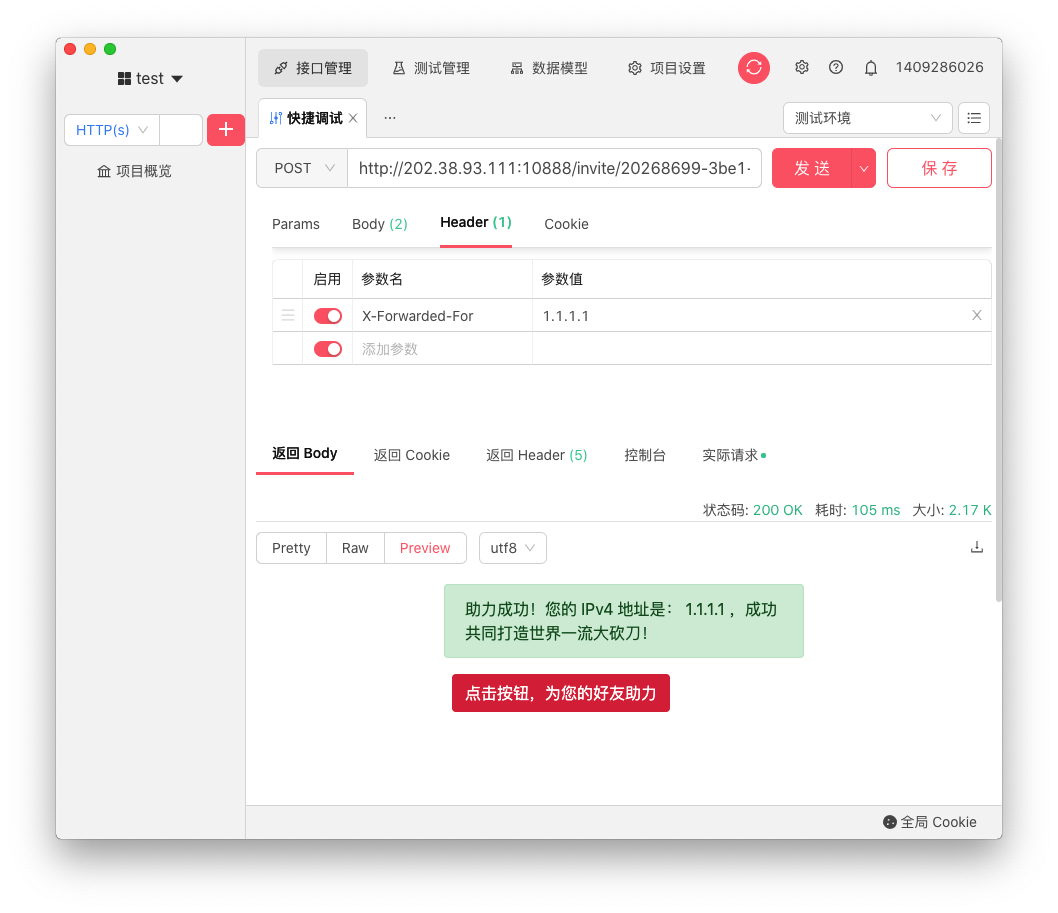 test
接口管理
测试管理
数据模型
项目设置
1409286026
HTTP(s)
项目概览
快捷调试
...
测试环境
POST
http://202.38.93.111:10888/invite/20268699-3be1-
发 送
保 存
Params
Body (2)
Header (1)
Cookie
启用
参数名
参数值
X-Forwarded-For
1.1.1.1
添加参数
返回 Body
返回 Cookie
返回 Header (5)
控制台
实际请求
状态码: 200 OK
耗时: 105 ms
大小: 2.17 K
Pretty
Raw
Preview
utf8
助力成功！您的 IPv4 地址是： 1.1.1.1 ，成功
共同打造世界一流大砍刀！
点击按钮，为您的好友助力
全局 Cookie